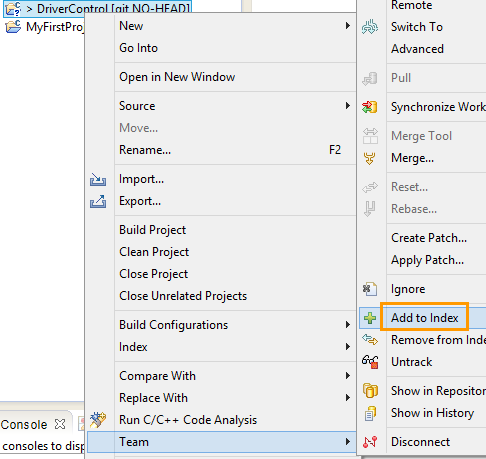 > DriverControl [git NO-HEAD]
MyFirstProj
New
Go Into
Open in New Window
Source
Move...
Rename... F2
Import...
Export...
Build Project
Clean Project
Close Project
Close Unrelated Projects
Build Configurations
Index
Compare With
Replace With
Run C/C++ Code Analysis
Team
Remote
Switch To
Advanced
Pull
Synchronize Work
Merge Tool
Merge...
Reset...
Rebase...
Create Patch...
Apply Patch...
Ignore
Add to Index
Remove from Inde
Untrack
Show in Repositor
Show in History
Disconnect
Console
consoles to disp